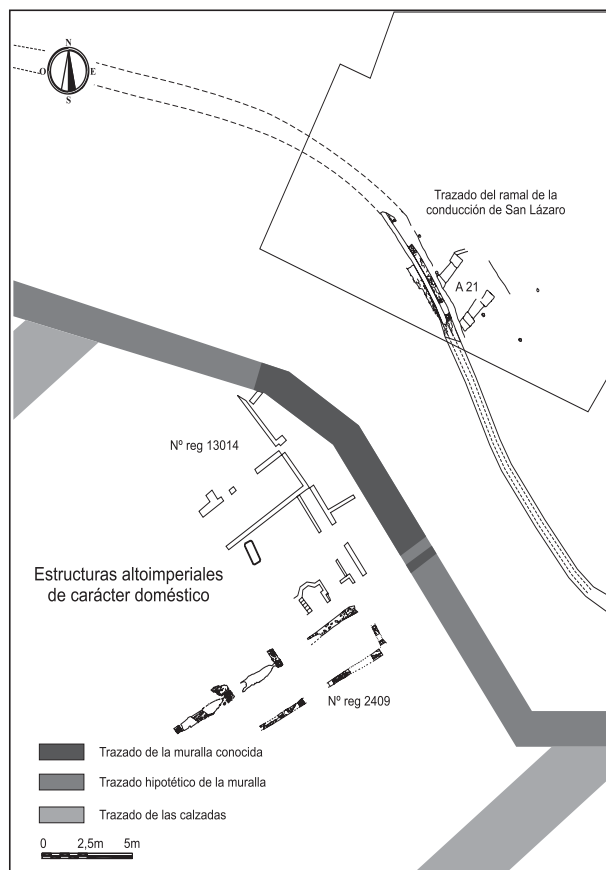 N
O E
S
Trazado del ramal de la
conducción de San Lázaro
A 21
Nº reg 13014
Estructuras altoimperiales
de carácter doméstico
Nº reg 2409
Trazado de la muralla conocida
Trazado hipotético de la muralla
Trazado de las calzadas
0 2,5m 5m